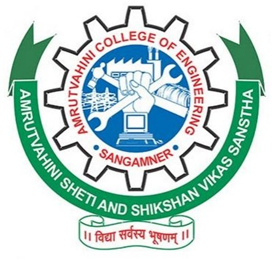 AMRUTVAHINI COLLEGE OF ENGINEERING
- SANGAMNER -
AMRUTVAHINI SHETI AND SHIKSHAN VIKAS SANSTHA
।। विद्या सर्वस्य भूषणम् ।।